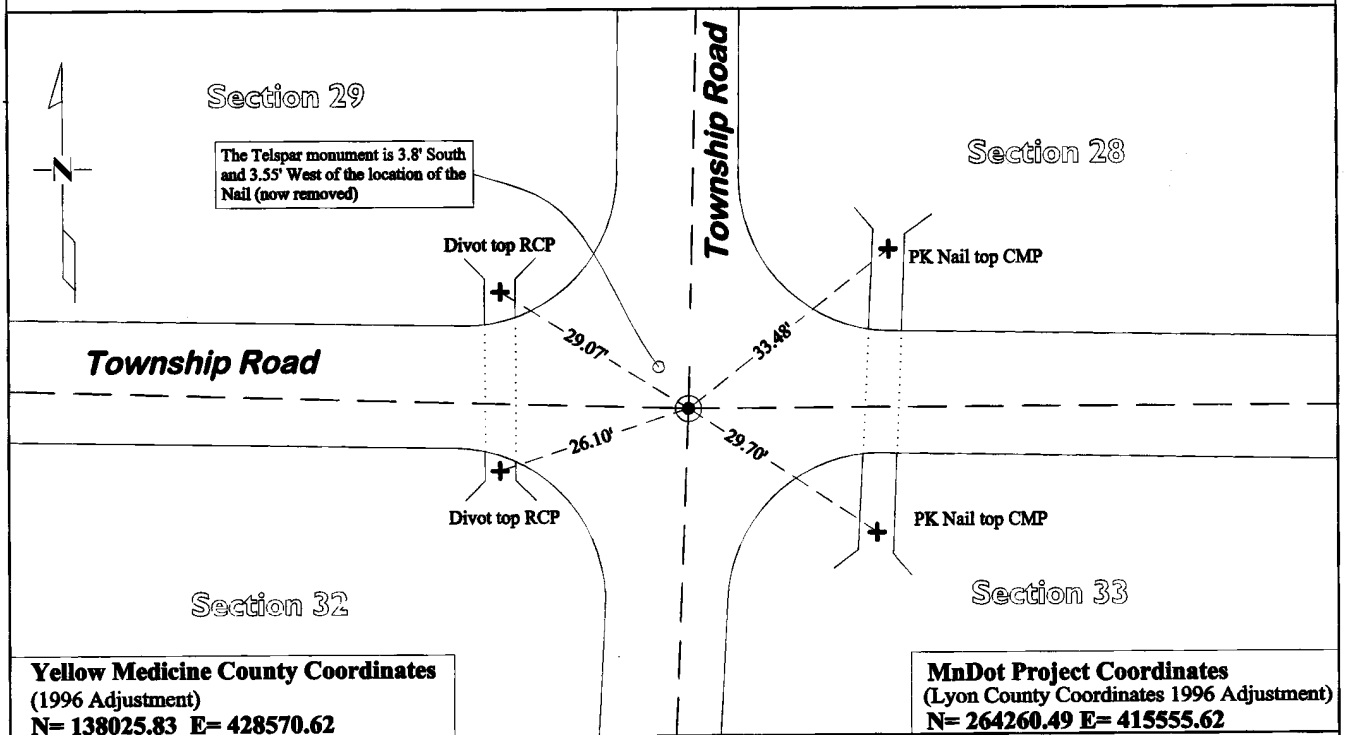 Section 29
Township Road
Section 28
The Telspar monument is 3.8' South
and 3.55' West of the location of the
Nail (now removed)
N
Divot top RCP
PK Nail top CMP
29.07'
33.48'
Township Road
26.10'
29.70'
Divot top RCP
PK Nail top CMP
Section 32
Section 33
Yellow Medicine County Coordinates
(1996 Adjustment)
N= 138025.83 E= 428570.62
MnDot Project Coordinates
(Lyon County Coordinates 1996 Adjustment)
N= 264260.49 E= 415555.62